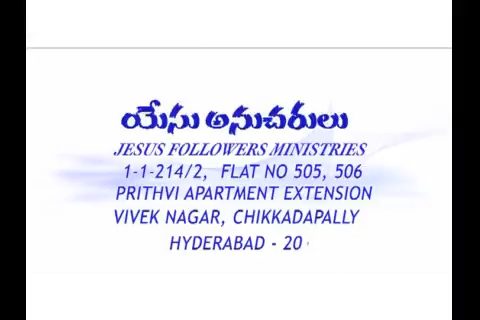 యేసు అనుచరులు
JESUS FOLLOWERS MINISTRIES
1-1-214/2, FLAT NO 505, 506
PRITHVI APARTMENT EXTENSION
VIVEK NAGAR, CHIKKADAPALLY
HYDERABAD - 20